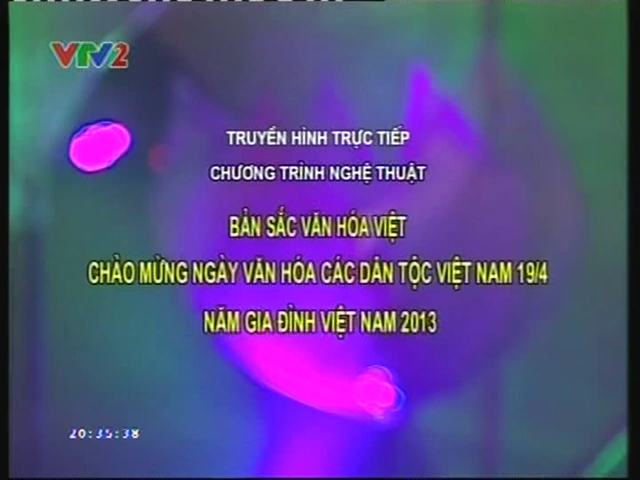 VTV2
TRUYỀN HÌNH TRỰC TIẾP
CHƯƠNG TRÌNH NGHỆ THUẬT
BẢN SẮC VĂN HÓA VIỆT
CHÀO MỪNG NGÀY VĂN HÓA CÁC DÂN TỘC VIỆT NAM 19/4
NĂM GIA ĐÌNH VIỆT NAM 2013
20:35:38